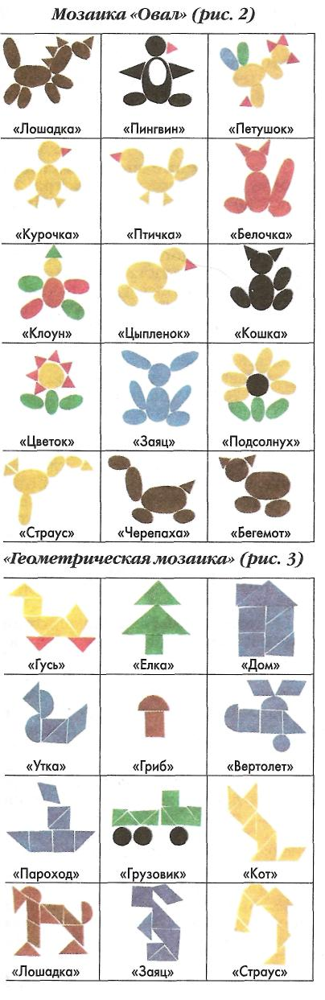 Мозаика «Овал» (рис. 2)
«Лошадка» «Пингвин» «Петушок»
«Курочка» «Птичка» «Белочка»
«Клоун» «Цыпленок» «Кошка»
«Цветок» «Заяц» «Подсолнух»
«Страус» «Черепаха» «Бегемот»
«Геометрическая мозаика» (рис. 3)
«Гусь» «Елка» «Дом»
«Утка» «Гриб» «Вертолет»
«Пароход» «Грузовик» «Кот»
«Лошадка» «Заяц» «Страус»